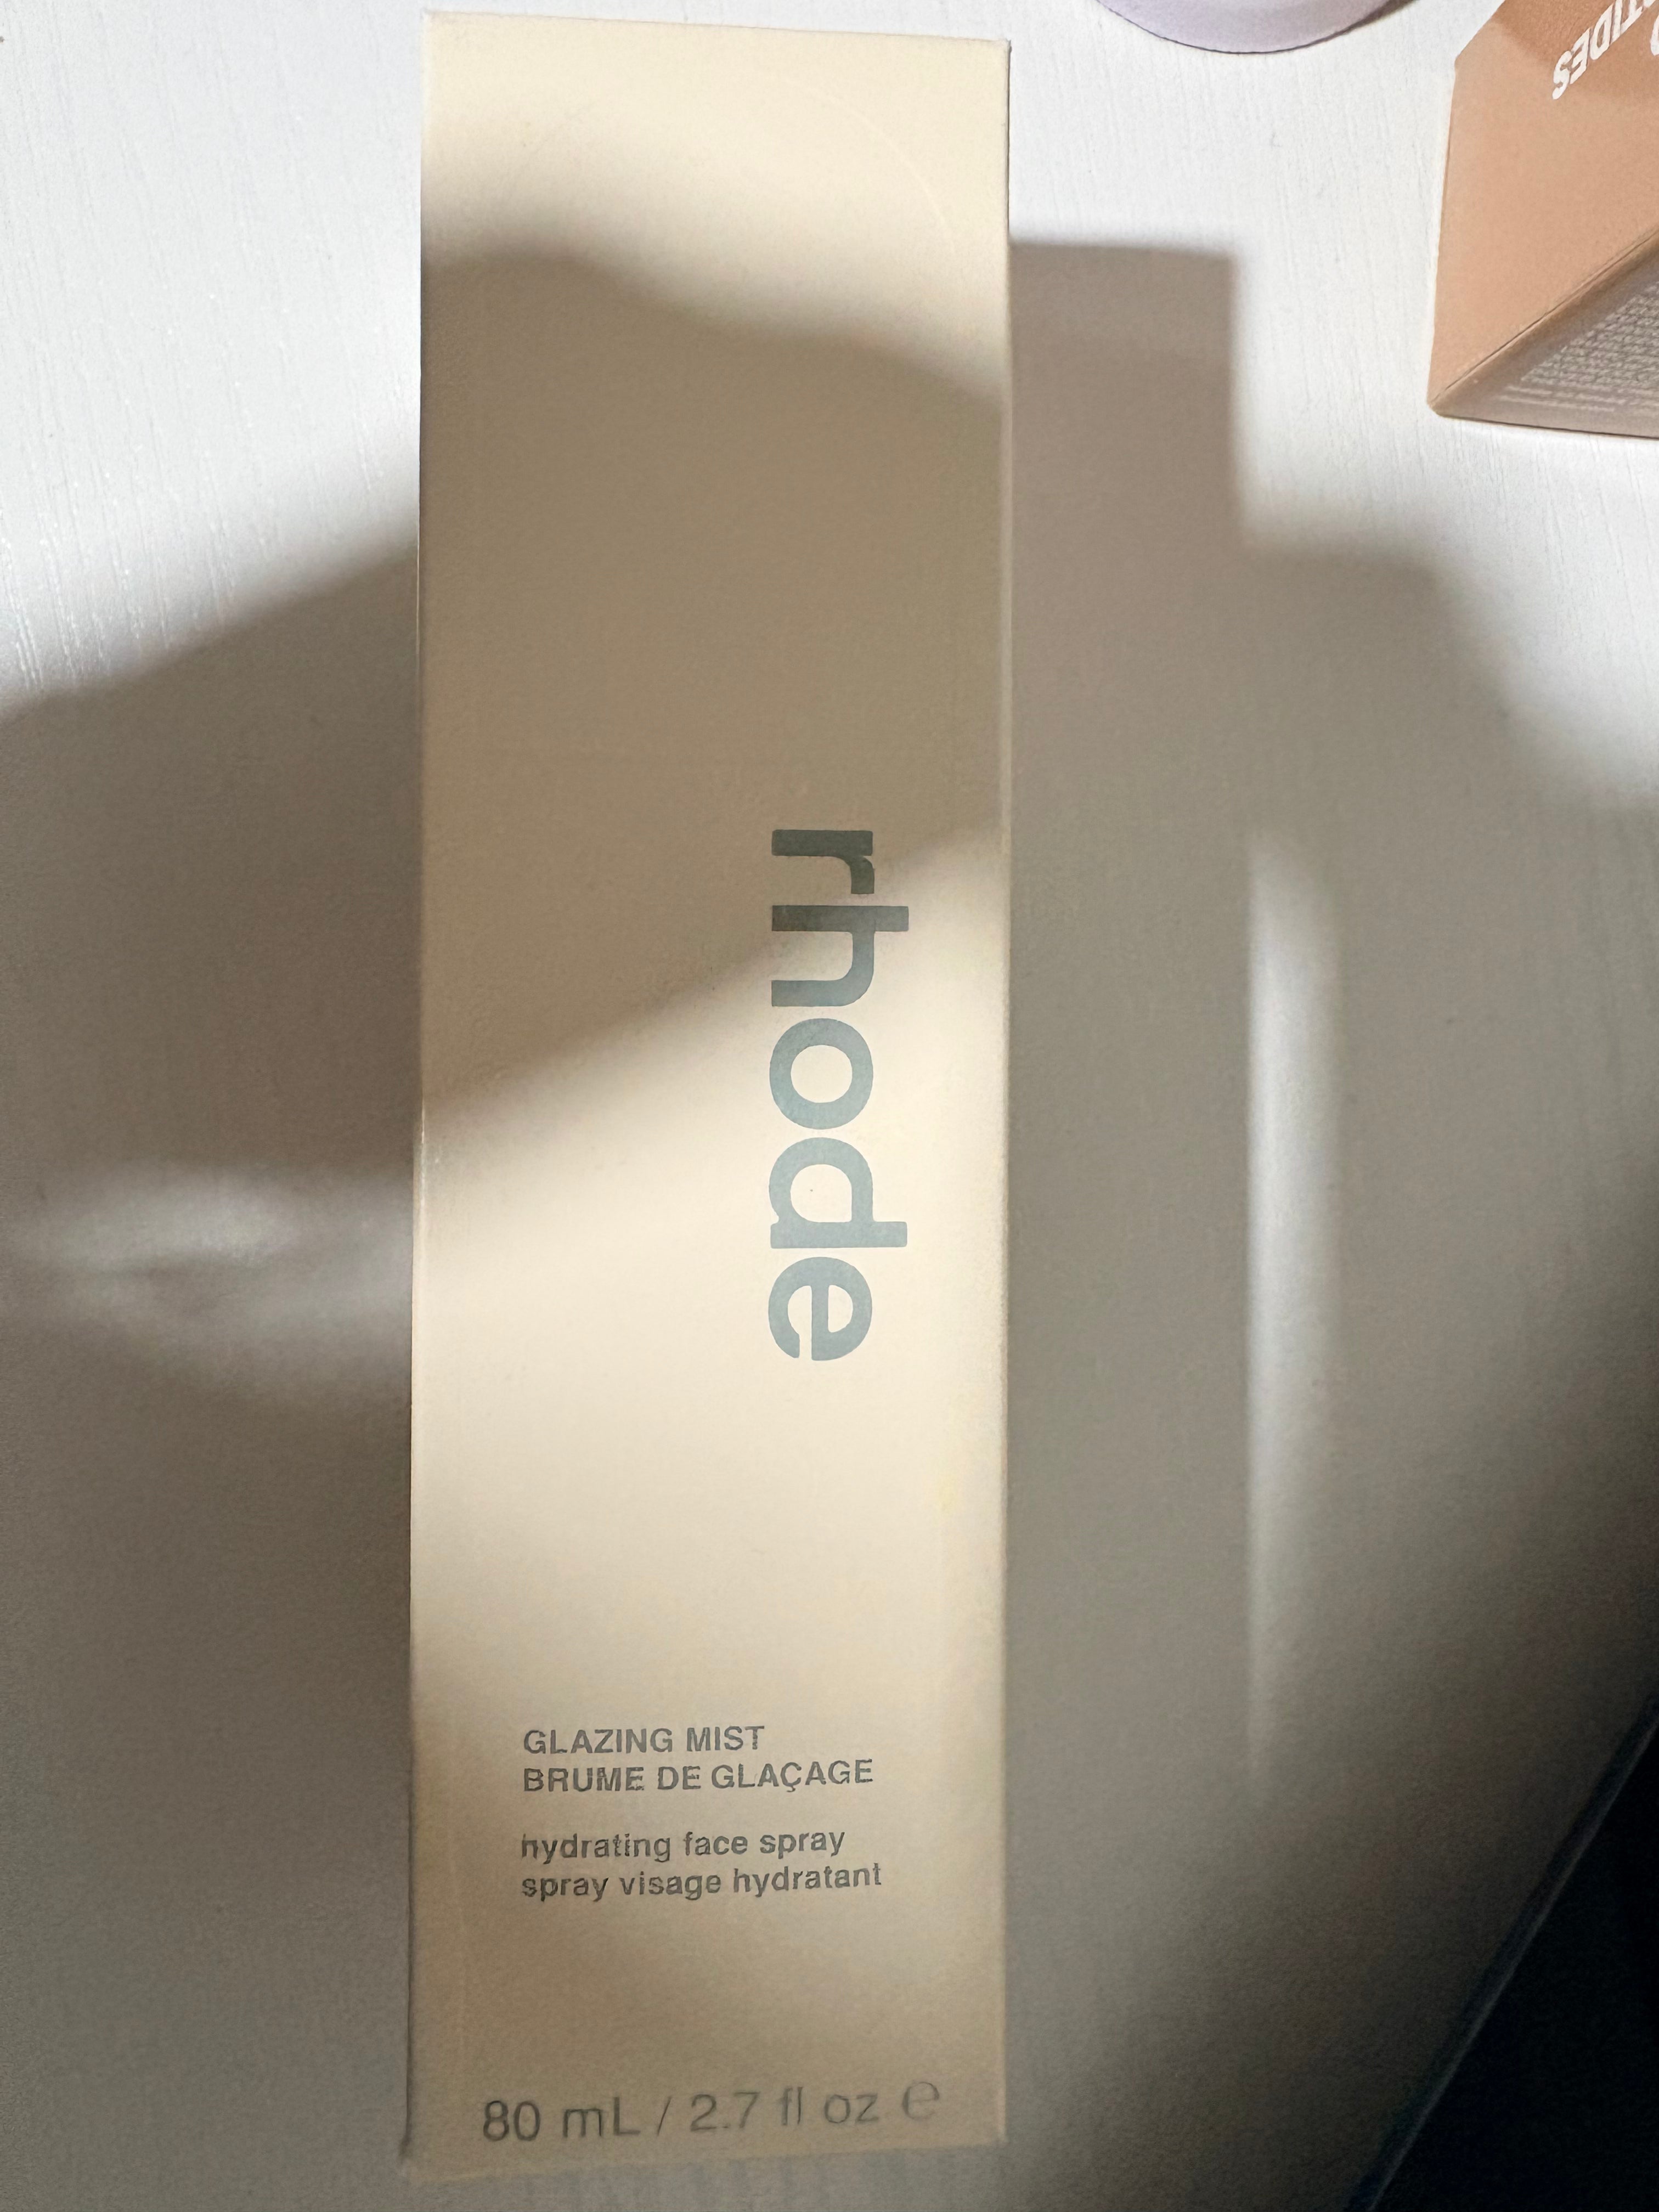 rhode
GLAZING MIST
BRUME DE GLAÇAGE
hydrating face spray
spray visage hydratant
80 mL / 2.7 fl oz ℮